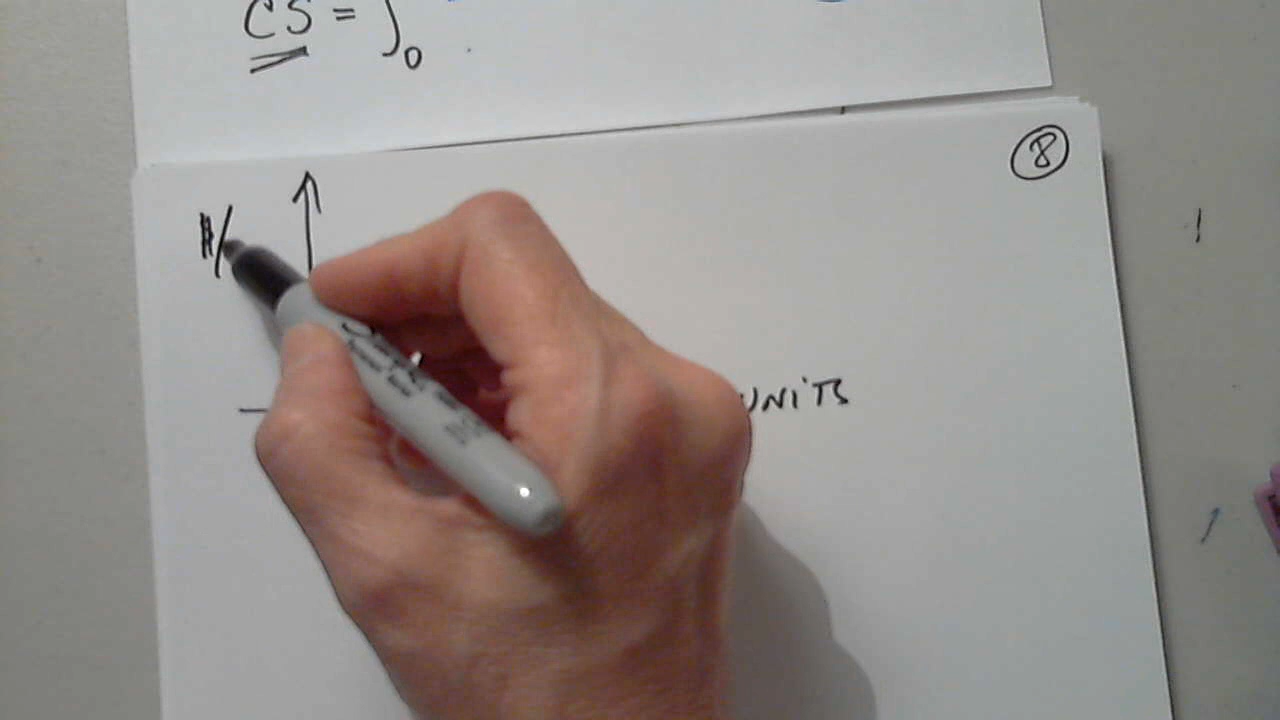 CS = ∫₀
8
UNITS